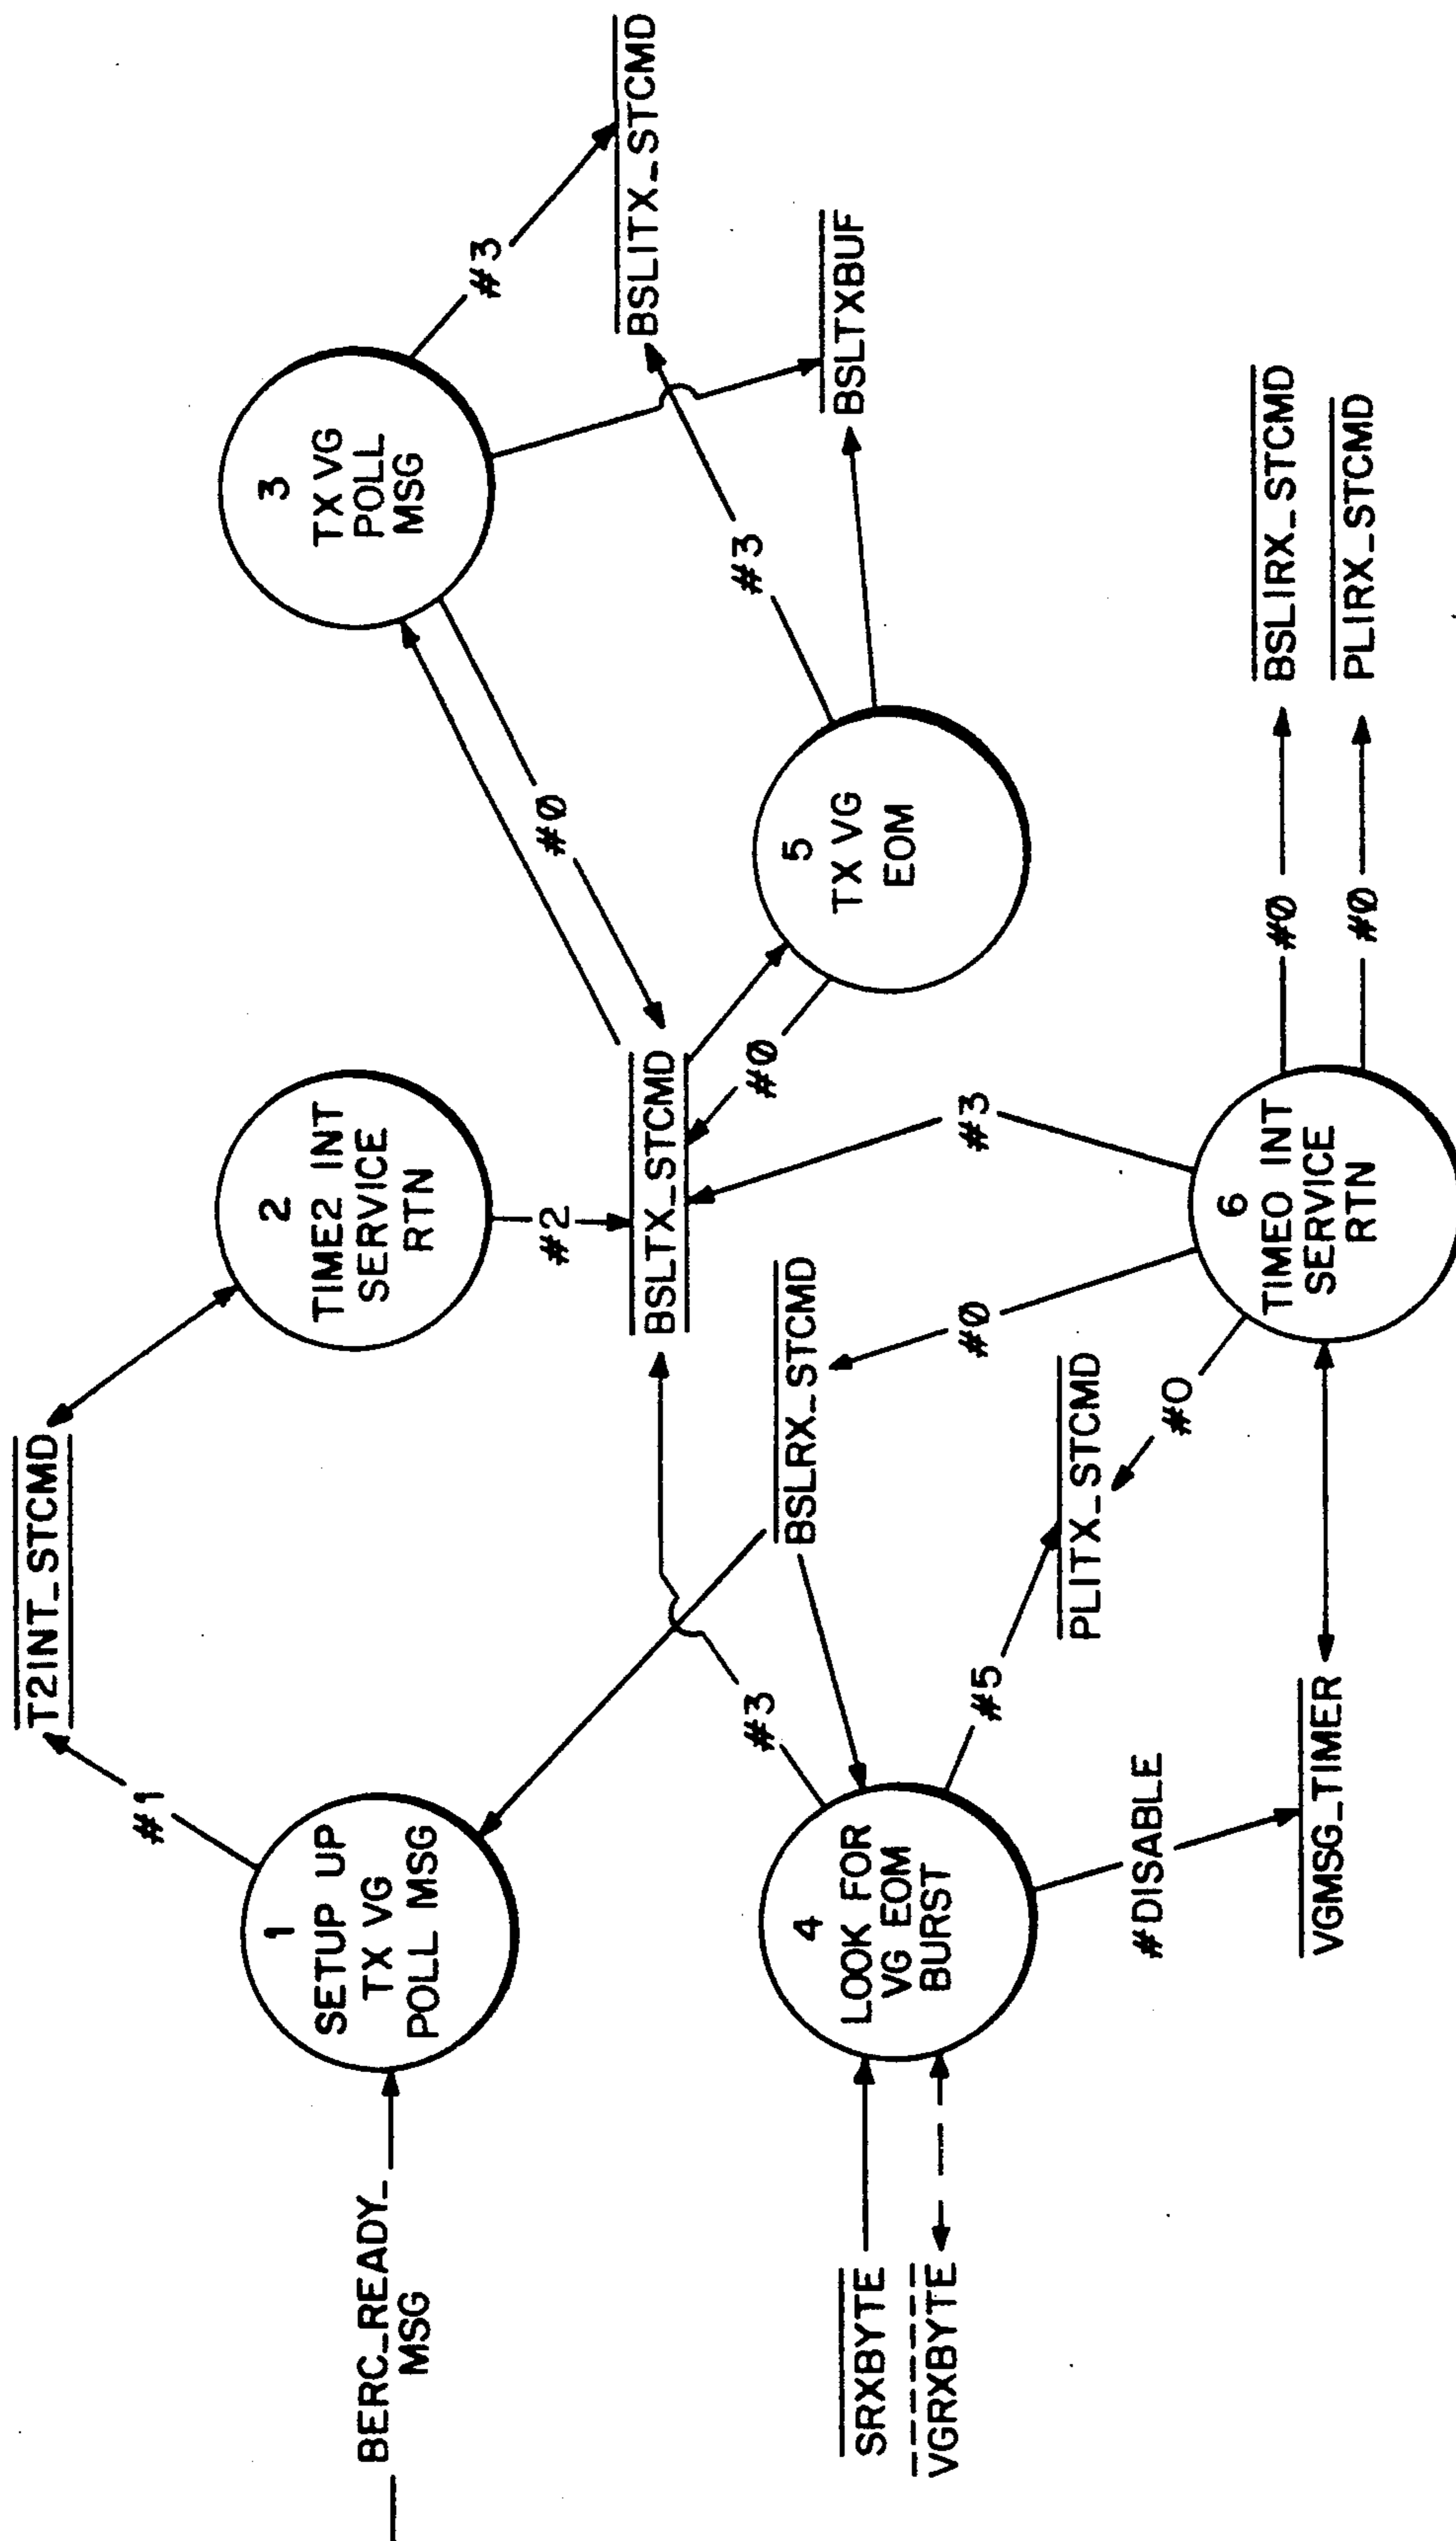 BERC_READY_
MSG
#1
T2INT_STCMD
1
SETUP UP
TX VG
POLL MSG
2
TIME2 INT
SERVICE
RTN
#2
3
TX VG
POLL
MSG
#3
BSLITX_STCMD
#0
BSLTX_STCMD
#3
BSLTXBUF
#0
5
TX VG
EOM
#3
BSLRX_STCMD
SRXBYTE
VGRXBYTE
4
LOOK FOR
VG EOM
BURST
#5
#0
#3
PLITX_STCMD
#0
#DISABLE
VGMSG_TIMER
6
TIME0 INT
SERVICE
RTN
#0
BSLIRX_STCMD
#0
PLIRX_STCMD